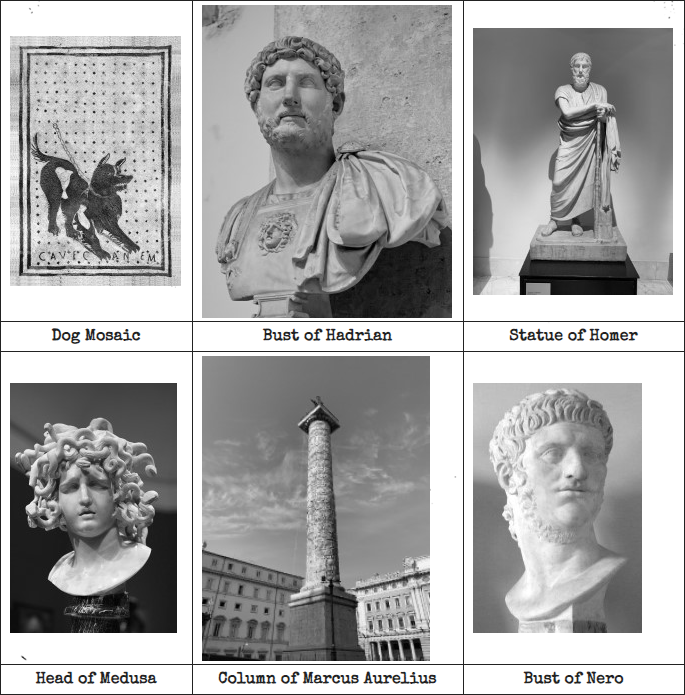 CAVE CANEM
Dog Mosaic
Bust of Hadrian
Statue of Homer
Head of Medusa
Column of Marcus Aurelius
Bust of Nero